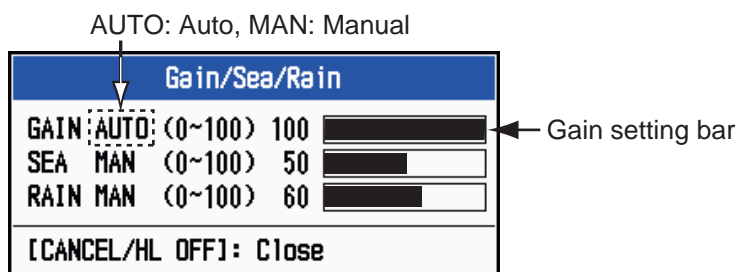 AUTO: Auto, MAN: Manual
Gain/Sea/Rain
GAIN AUTO (0~100) 100
Gain setting bar
SEA MAN (0~100) 50
RAIN MAN (0~100) 60
[CANCEL/HL OFF]: Close